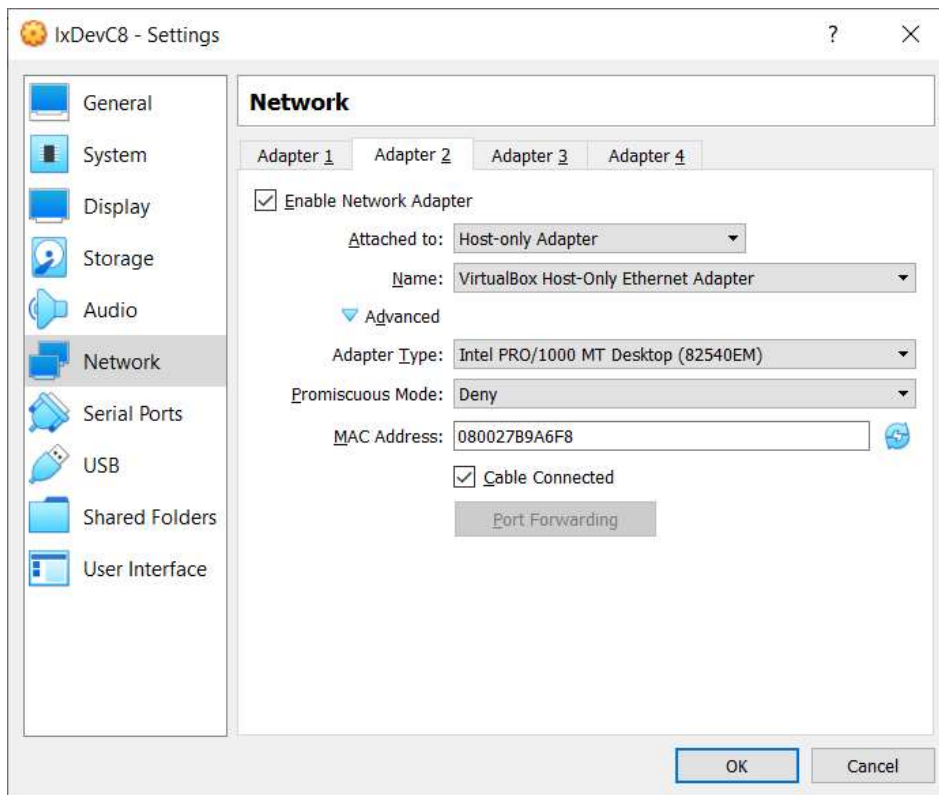 IxDevC8 - Settings
?
General
System
Display
Storage
Audio
Network
Serial Ports
USB
Shared Folders
User Interface
Network
Adapter 1 Adapter 2 Adapter 3 Adapter 4
Enable Network Adapter
Attached to: Host-only Adapter
Name: VirtualBox Host-Only Ethernet Adapter
Advanced
Adapter Type: Intel PRO/1000 MT Desktop (82540EM)
Promiscuous Mode: Deny
MAC Address: 080027B9A6F8
Cable Connected
Port Forwarding
OK Cancel